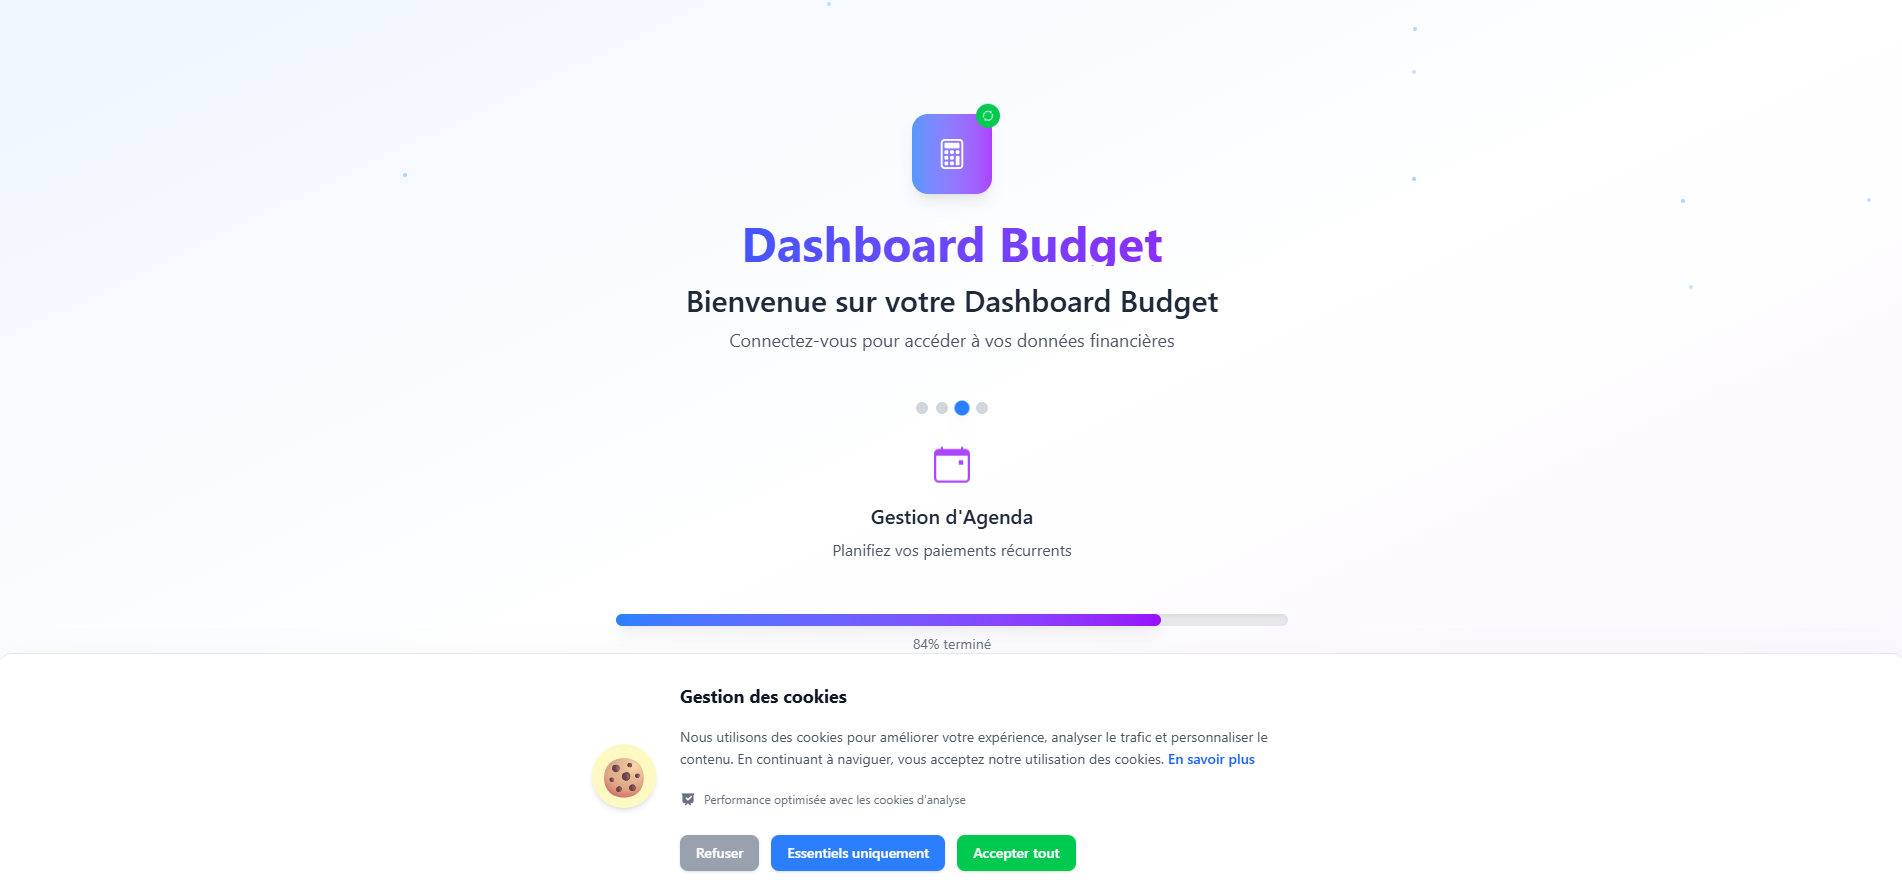 Dashboard Budget
Bienvenue sur votre Dashboard Budget
Connectez-vous pour accéder à vos données financières
Gestion d'Agenda
Planifiez vos paiements récurrents
84% terminé
Gestion des cookies
Nous utilisons des cookies pour améliorer votre expérience, analyser le trafic et personnaliser le
contenu. En continuant à naviguer, vous acceptez notre utilisation des cookies. En savoir plus
Performance optimisée avec les cookies d'analyse
Refuser Essentiels uniquement Accepter tout